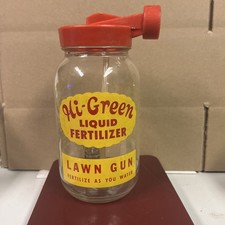 Hi-Green
LIQUID
FERTILIZER
LAWN GUN
FERTILIZE AS YOU WATER